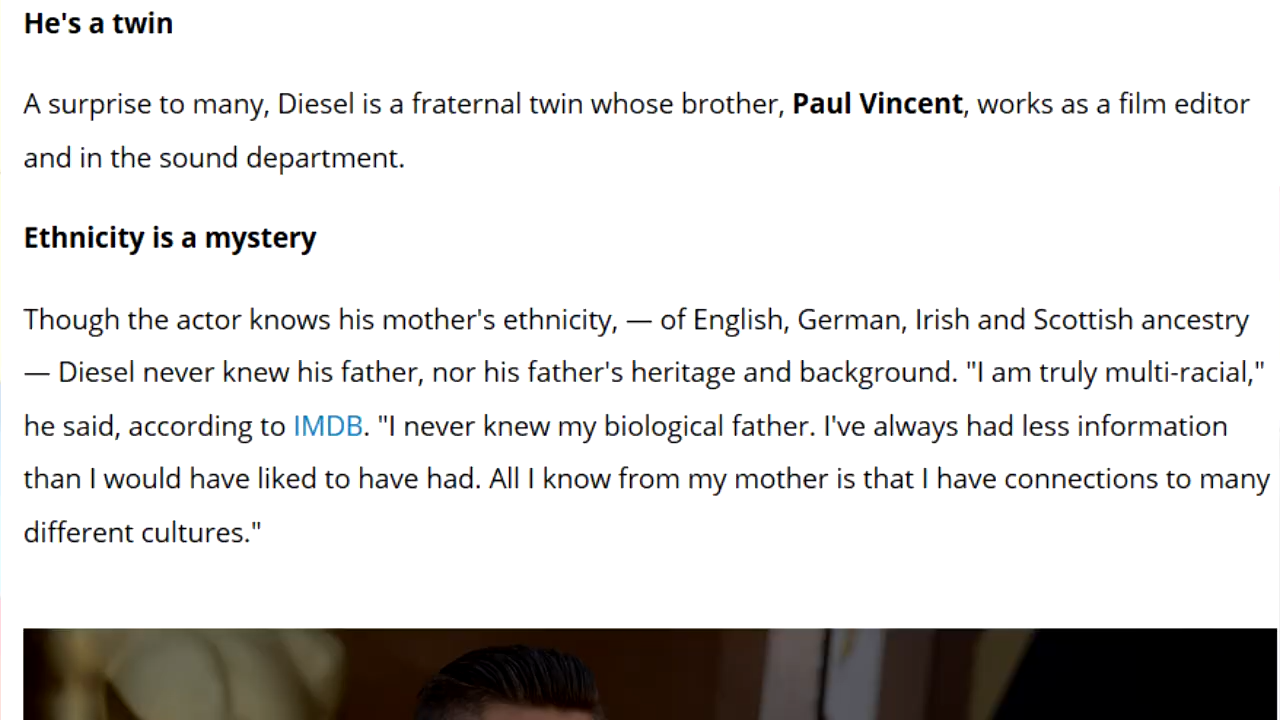 He's a twin
A surprise to many, Diesel is a fraternal twin whose brother, Paul Vincent, works as a film editor
and in the sound department.
Ethnicity is a mystery
Though the actor knows his mother's ethnicity, — of English, German, Irish and Scottish ancestry
— Diesel never knew his father, nor his father's heritage and background. "I am truly multi-racial,"
he said, according to IMDB. "I never knew my biological father. I've always had less information
than I would have liked to have had. All I know from my mother is that I have connections to many
different cultures."